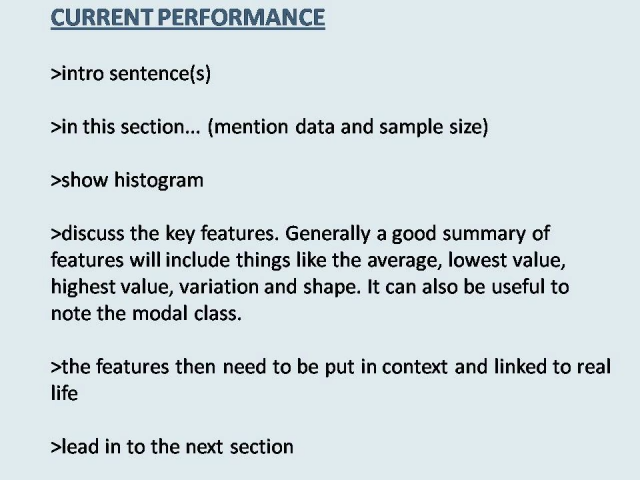 CURRENT PERFORMANCE
>intro sentence(s)
>in this section... (mention data and sample size)
>show histogram
>discuss the key features. Generally a good summary of
features will include things like the average, lowest value,
highest value, variation and shape. It can also be useful to
note the modal class.
>the features then need to be put in context and linked to real
life
>lead in to the next section